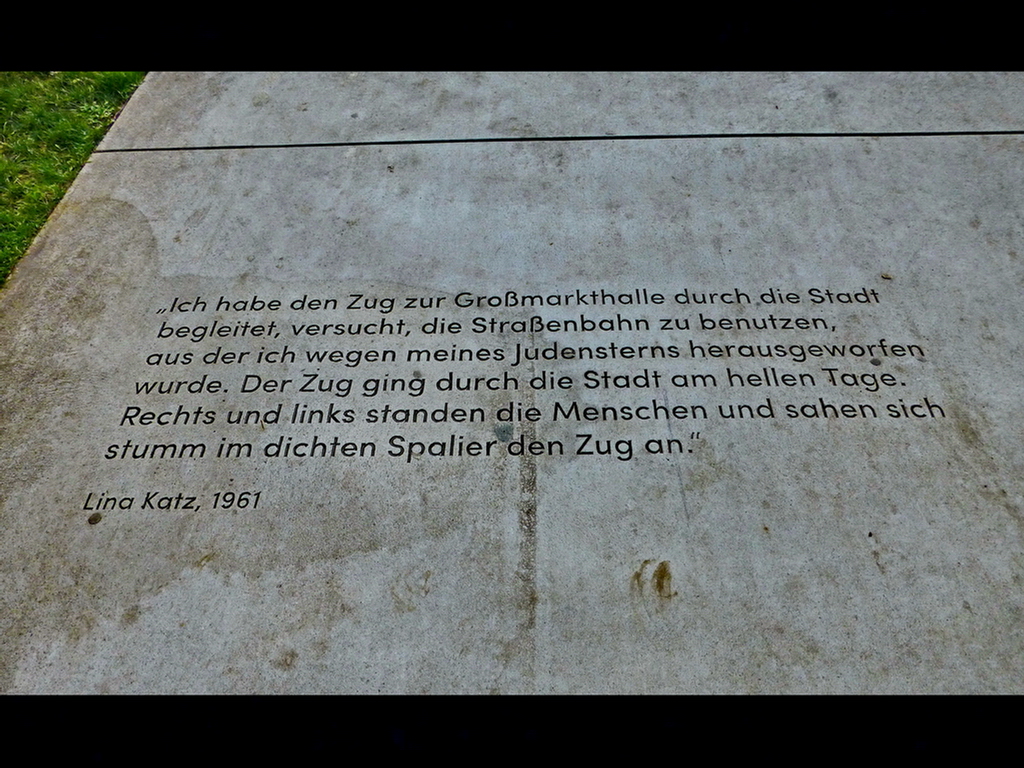 „Ich habe den Zug zur Großmarkthalle durch die Stadt
begleitet, versucht, die Straßenbahn zu benutzen,
aus der ich wegen meines Judensterns herausgeworfen
wurde. Der Zug ging durch die Stadt am hellen Tage.
Rechts und links standen die Menschen und sahen sich
stumm im dichten Spalier den Zug an.“
Lina Katz, 1961